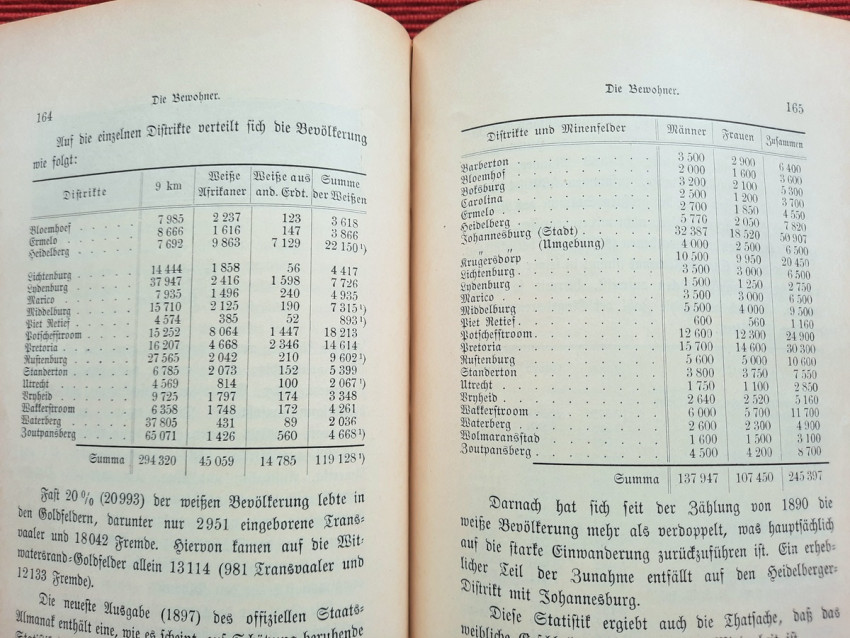 164
Die Bewohner.
Auf die einzelnen Distrikte verteilt sich die Bevölkerung
wie folgt:
Distrikte 9 km Weiße Afrikaner Weiße aus and. Erdt. Summe der Weißen
Bloemhof . . . . . 7 985 2 237 123 3 618
Ermelo . . . . . 8 666 1 616 147 3 866
Heidelberg . . . . 7 692 9 863 7 129 22 150¹)
Lichtenburg . . . . 14 444 1 858 56 4 417
Lydenburg . . . . 37 947 2 416 1 598 7 726
Marico . . . . . 7 935 1 496 240 4 935
Middelburg . . . . 15 710 2 125 190 7 315¹)
Piet Retief . . . . 4 574 385 52 893¹)
Potschefstroom . . . 15 252 8 064 1 447 18 213
Pretoria . . . . . 16 207 4 668 2 346 14 614
Rustenburg . . . . 27 565 2 042 210 9 602¹)
Standerton . . . . 6 785 2 073 152 5 399
Utrecht . . . . . 4 569 814 100 2 067¹)
Vryheid . . . . . 9 725 1 797 174 3 348
Wakkerstroom . . . 6 358 1 748 172 4 261
Waterberg . . . . 37 805 431 89 2 036
Zoutpansberg . . . 65 071 1 426 560 4 668¹)
Summa 294 320 45 059 14 785 119 128¹)
Fast 20 % (20 993) der weißen Bevölkerung lebte in
den Goldfeldern, darunter nur 2951 eingeborene Trans-
vaaler und 18 042 Fremde. Hiervon kamen auf die Wit-
watersrand-Goldfelder allein 13 114 (981 Transvaaler und
12 133 Fremde).
Die neueste Ausgabe (1897) des offiziellen Staats-
Almanak enthält eine, wie es scheint, auf Schätzung beruhende
Die Bewohner.
165
Distrikte und Minenfelder Männer Frauen Zusammen
Barberton . . . . . 3 500 2 900 6 400
Bloemhof . . . . . 2 000 1 600 3 600
Boksburg . . . . . 3 200 2 100 5 300
Carolina . . . . . 2 500 1 200 3 700
Ermelo . . . . . 2 700 1 850 4 550
Heidelberg . . . . . 5 770 2 050 7 820
Johannesburg (Stadt) . . . . 32 387 18 520 50 907
„ „ (Umgebung) . . . 4 000 2 500 6 500
Krugersdorp . . . . . 10 500 9 950 20 450
Lichtenburg . . . . . 3 500 3 000 6 500
Lydenburg . . . . . 1 500 1 250 2 750
Marico . . . . . 3 500 3 000 6 500
Middelburg . . . . . 5 500 4 000 9 500
Piet Retief . . . . . 600 560 1 160
Potschefstroom . . . . . 12 600 12 300 24 900
Pretoria . . . . . 15 700 14 600 30 300
Rustenburg . . . . . 5 600 5 000 10 600
Standerton . . . . . 3 800 3 750 7 550
Utrecht . . . . . 1 750 1 100 2 850
Vryheid . . . . . 2 640 2 520 5 160
Wakkerstroom . . . . . 6 000 5 700 11 700
Waterberg . . . . . 2 600 2 300 4 900
Wolmaransstad . . . . . 1 600 1 500 3 100
Zoutpansberg . . . . . 4 500 4 200 8 700
Summa 137 947 107 450 245 397
Darnach hat sich seit der Zählung von 1890 die
weiße Bevölkerung mehr als verdoppelt, was hauptsächlich
auf die starke Einwanderung zurückzuführen ist. Ein erheb-
licher Teil der Zunahme entfällt auf den Heidelberger-
Distrikt mit Johannesburg.
Diese Statistik ergiebt auch die Thatsache, daß das